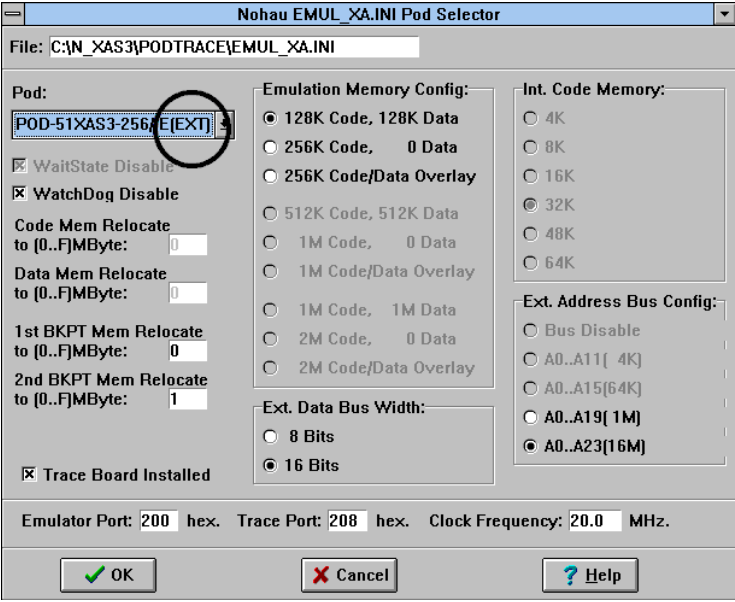 Nohau EMUL_XA.INI Pod Selector
File: C:\N_XAS3\PODTRACE\EMUL_XA.INI
Pod:
POD-51XAS3-256/E(EXT)
WaitState Disable
WatchDog Disable
Code Mem Relocate
to (0..F)MByte: 0
Data Mem Relocate
to (0..F)MByte: 0
1st BKPT Mem Relocate
to (0..F)MByte: 0
2nd BKPT Mem Relocate
to (0..F)MByte: 1
Trace Board Installed
Emulation Memory Config:
128K Code, 128K Data
256K Code, 0 Data
256K Code/Data Overlay
512K Code, 512K Data
1M Code, 0 Data
1M Code/Data Overlay
1M Code, 1M Data
2M Code, 0 Data
2M Code/Data Overlay
Ext. Data Bus Width:
8 Bits
16 Bits
Int. Code Memory:
4K
8K
16K
32K
48K
64K
Ext. Address Bus Config:
Bus Disable
A0..A11( 4K)
A0..A15(64K)
A0..A19( 1M)
A0..A23(16M)
Emulator Port: 200 hex. Trace Port: 208 hex. Clock Frequency: 20.0 MHz.
OK Cancel Help